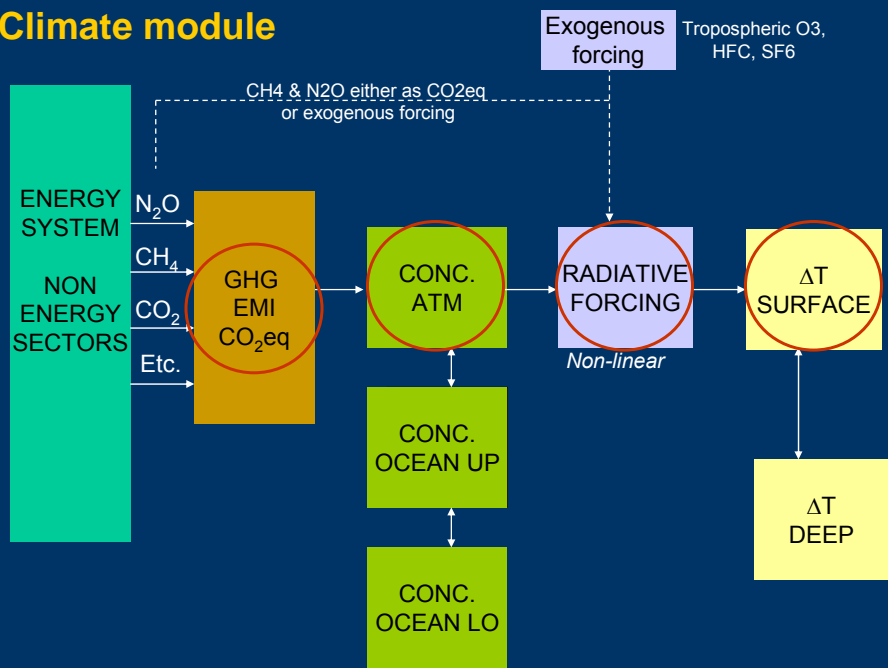 Climate module
Exogenous
forcing
Tropospheric O3,
HFC, SF6
CH4 & N2O either as CO2eq
or exogenous forcing
ENERGY
SYSTEM
NON
ENERGY
SECTORS
N₂O
CH₄
CO₂
Etc.
GHG
EMI
CO₂eq
CONC.
ATM
RADIATIVE
FORCING
Non-linear
ΔT
SURFACE
CONC.
OCEAN UP
CONC.
OCEAN LO
ΔT
DEEP